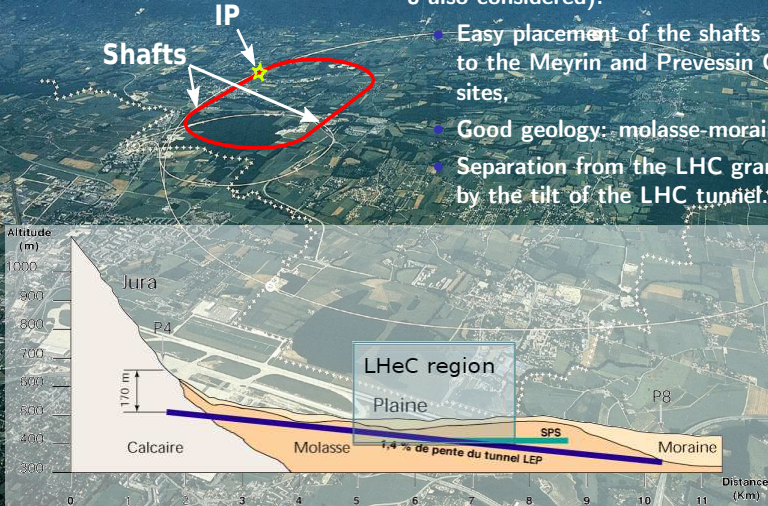 also considered):
IP
Shafts
Easy placement of the shafts
to the Meyrin and Prevessin
sites,
Good geology: molasse-morai
Separation from the LHC gra
by the tilt of the LHC tunnel.
Altitude
(m)
1000
900
800
700
600
500
400
300
Jura
P4
170 m
LHeC region
Plaine
P8
SPS
Calcaire
Molasse
1,4 % de pente du tunnel LEP
Moraine
Distance
(Km)
0 1 2 3 4 5 6 7 8 9 10 11